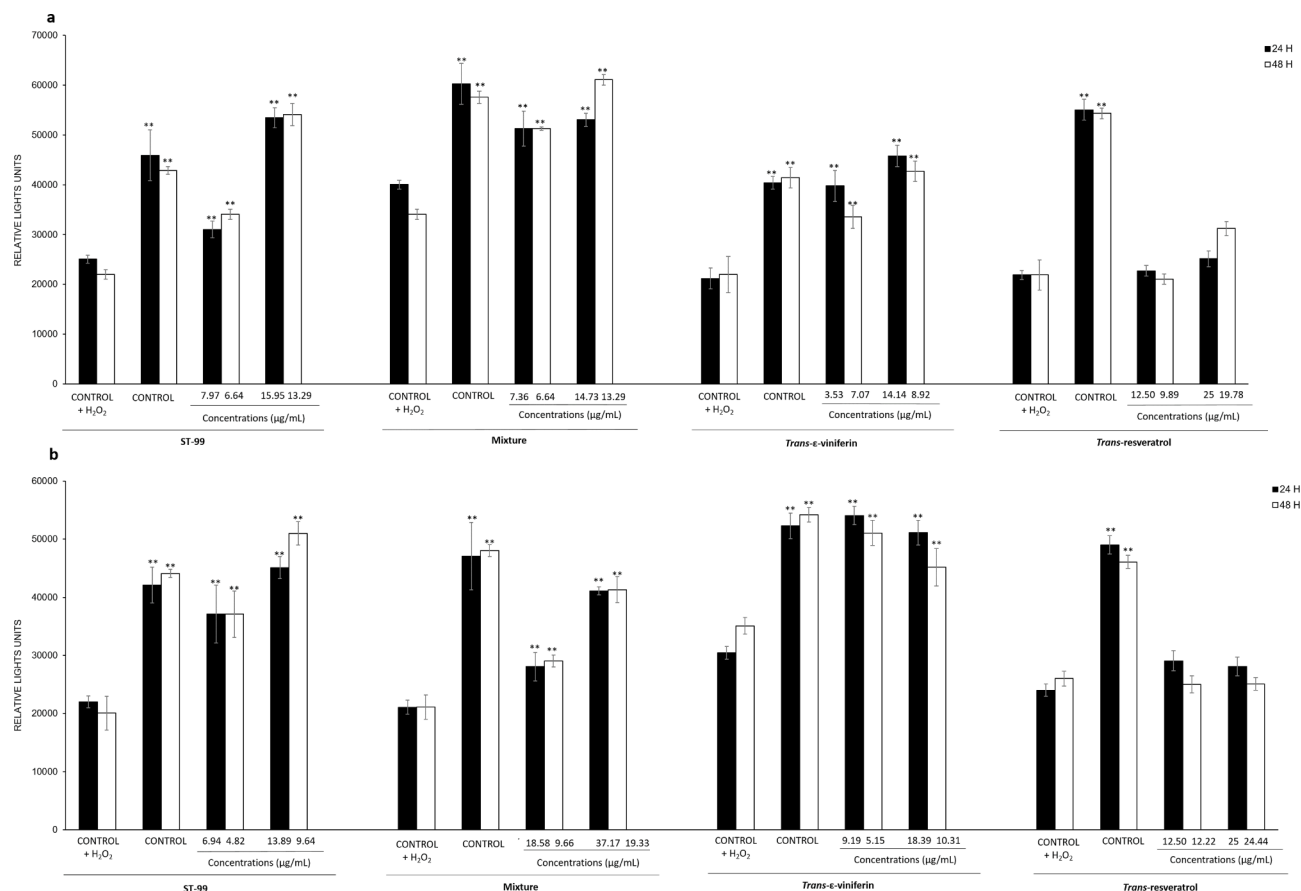 a
70000
60000
50000
40000
30000
20000
10000
0
RELATIVE LIGHTS UNITS
24 H
48 H
** ** ** ** ** **
** ** ** ** ** **
** ** ** ** ** **
** **
CONTROL + H₂O₂ CONTROL 7.97 6.64 15.95 13.29
Concentrations (µg/mL)
ST-99
CONTROL + H₂O₂ CONTROL 7.36 6.64 14.73 13.29
Concentrations (µg/mL)
Mixture
CONTROL + H₂O₂ CONTROL 3.53 7.07 14.14 8.92
Concentrations (µg/mL)
Trans-ε-viniferin
CONTROL + H₂O₂ CONTROL 12.50 9.89 25 19.78
Concentrations (µg/mL)
Trans-resveratrol
b
60000
50000
40000
30000
20000
10000
0
RELATIVE LIGHTS UNITS
24 H
48 H
** ** ** ** ** **
** ** ** ** ** **
** ** ** ** ** **
** **
CONTROL + H₂O₂ CONTROL 6.94 4.82 13.89 9.64
Concentrations (µg/mL)
ST-99
CONTROL + H₂O₂ CONTROL 18.58 9.66 37.17 19.33
Concentrations (µg/mL)
Mixture
CONTROL + H₂O₂ CONTROL 9.19 5.15 18.39 10.31
Concentrations (µg/mL)
Trans-ε-viniferin
CONTROL + H₂O₂ CONTROL 12.50 12.22 25 24.44
Concentrations (µg/mL)
Trans-resveratrol